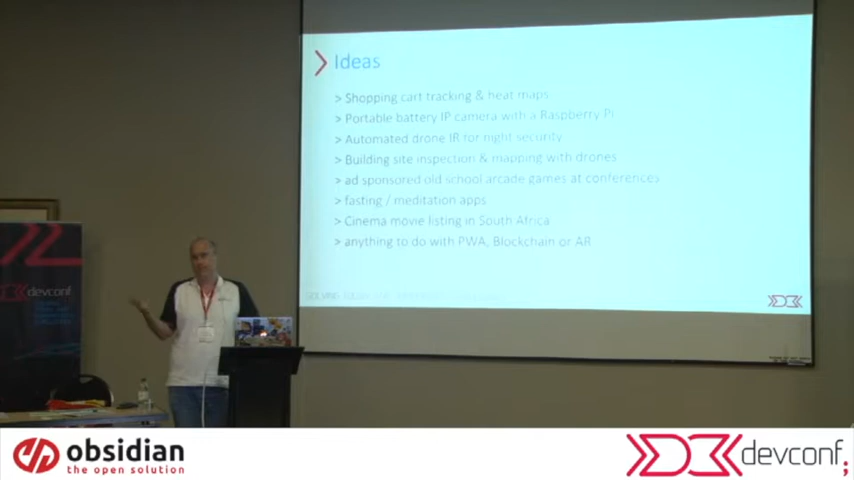 Ideas
> Shopping cart tracking & heat maps
> Portable battery IP camera with a Raspberry Pi
> Automated drone IR for night security
> Building site inspection & mapping with drones
> ad sponsored old school arcade games at conferences
> fasting / meditation apps
> Cinema movie listing in South Africa
> anything to do with PWA, Blockchain or AR
devconf
obsidian
the open solution
devconf;